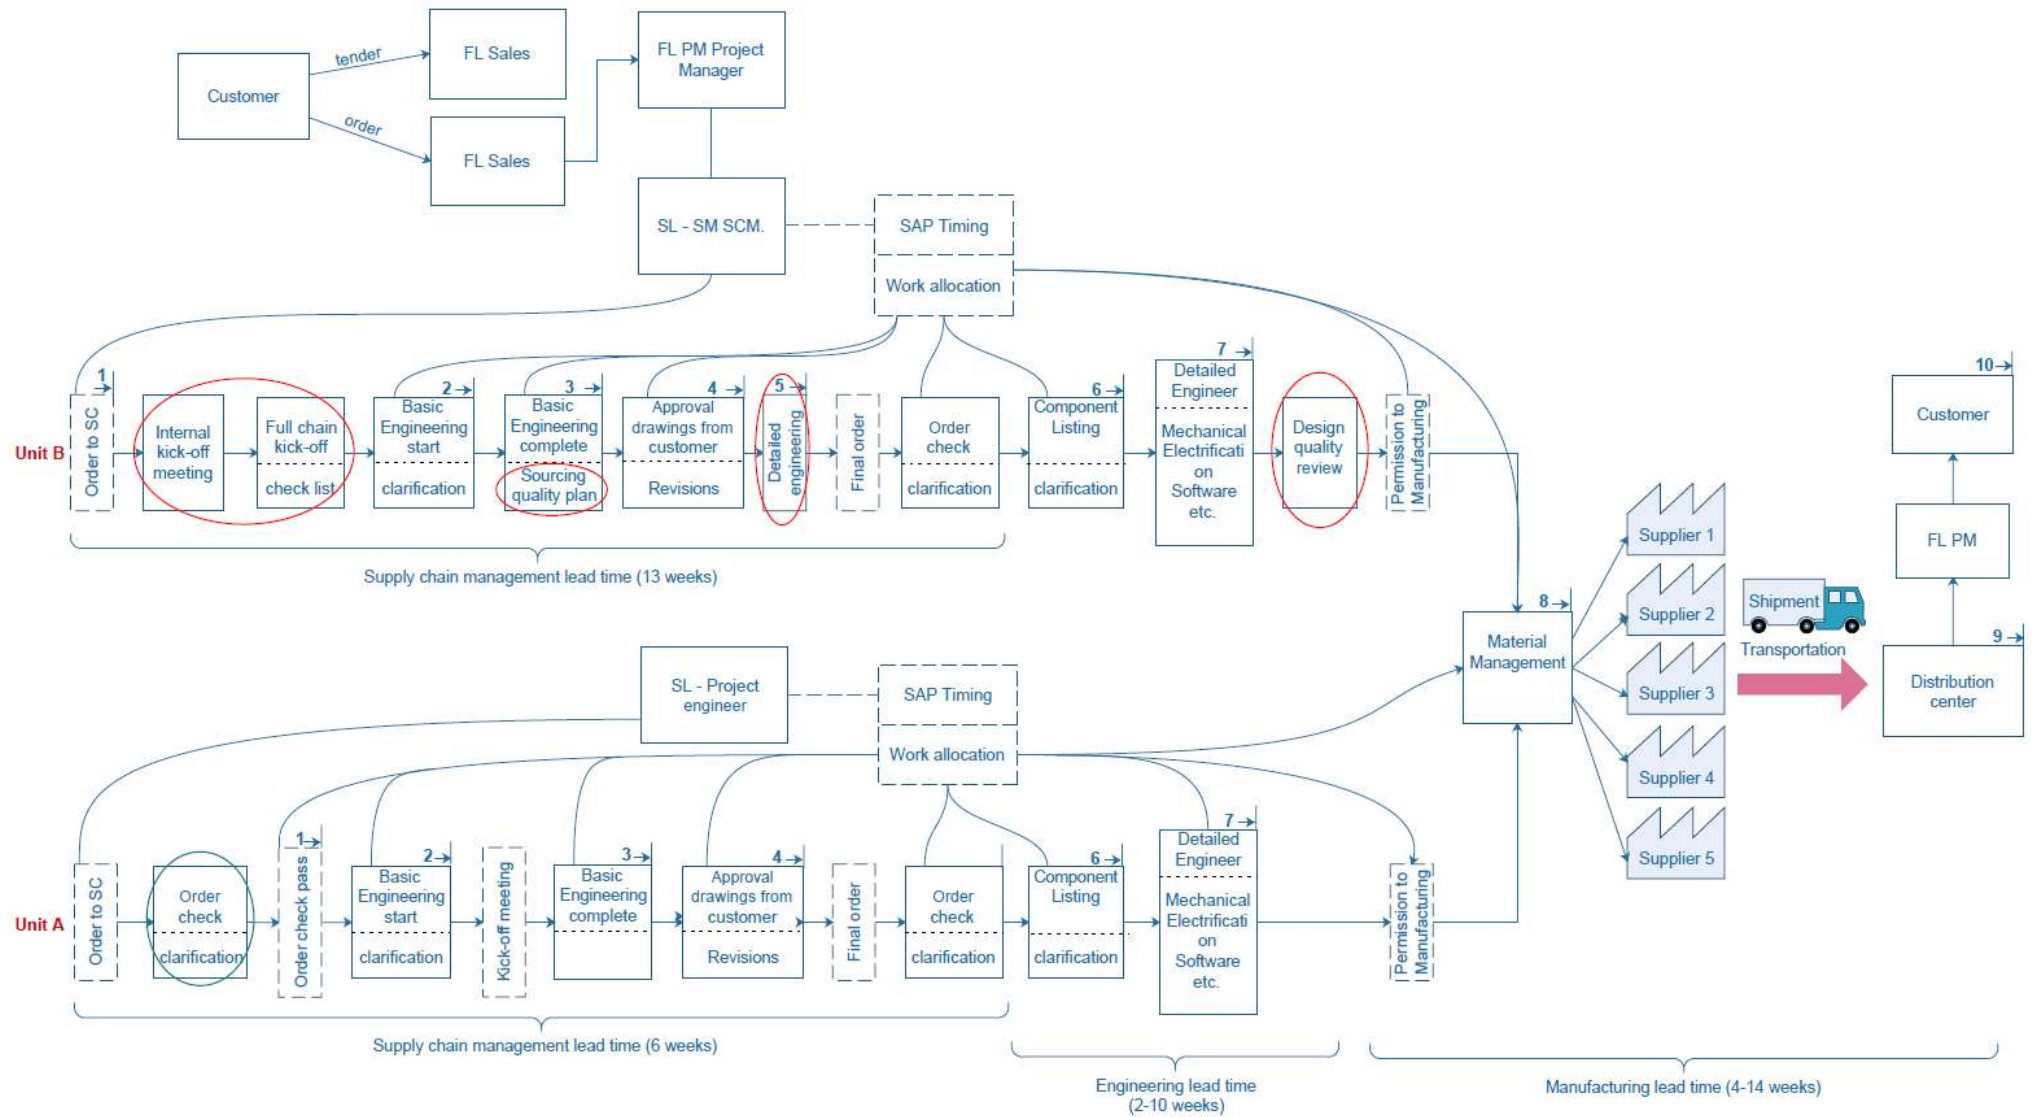 Customer
tender
order
FL Sales
FL Sales
FL PM Project
Manager
SL - SM SCM.
SAP Timing
Work allocation
Unit B
1
Order to SC
Internal
kick-off
meeting
Full chain
kick-off
check list
2
Basic
Engineering
start
clarification
3
Basic
Engineering
complete
Sourcing
quality plan
4
Approval
drawings from
customer
Revisions
5
Detailed
engineering
Final order
Order
check
clarification
6
Component
Listing
clarification
7
Detailed
Engineer
Mechanical
Electrificati
on
Software
etc.
Design
quality
review
Permission to
Manufacturing
Supply chain management lead time (13 weeks)
SL - Project
engineer
SAP Timing
Work allocation
Unit A
Order to SC
Order
check
clarification
1
Order check pass
2
Basic
Engineering
start
clarification
Kick-off meeting
3
Basic
Engineering
complete
4
Approval
drawings from
customer
Revisions
Final order
Order
check
clarification
6
Component
Listing
clarification
7
Detailed
Engineer
Mechanical
Electrificati
on
Software
etc.
Permission to
Manufacturing
Supply chain management lead time (6 weeks)
Engineering lead time
(2-10 weeks)
Manufacturing lead time (4-14 weeks)
8
Material
Management
Supplier 1
Supplier 2
Supplier 3
Supplier 4
Supplier 5
Shipment
Transportation
9
Distribution
center
FL PM
10
Customer